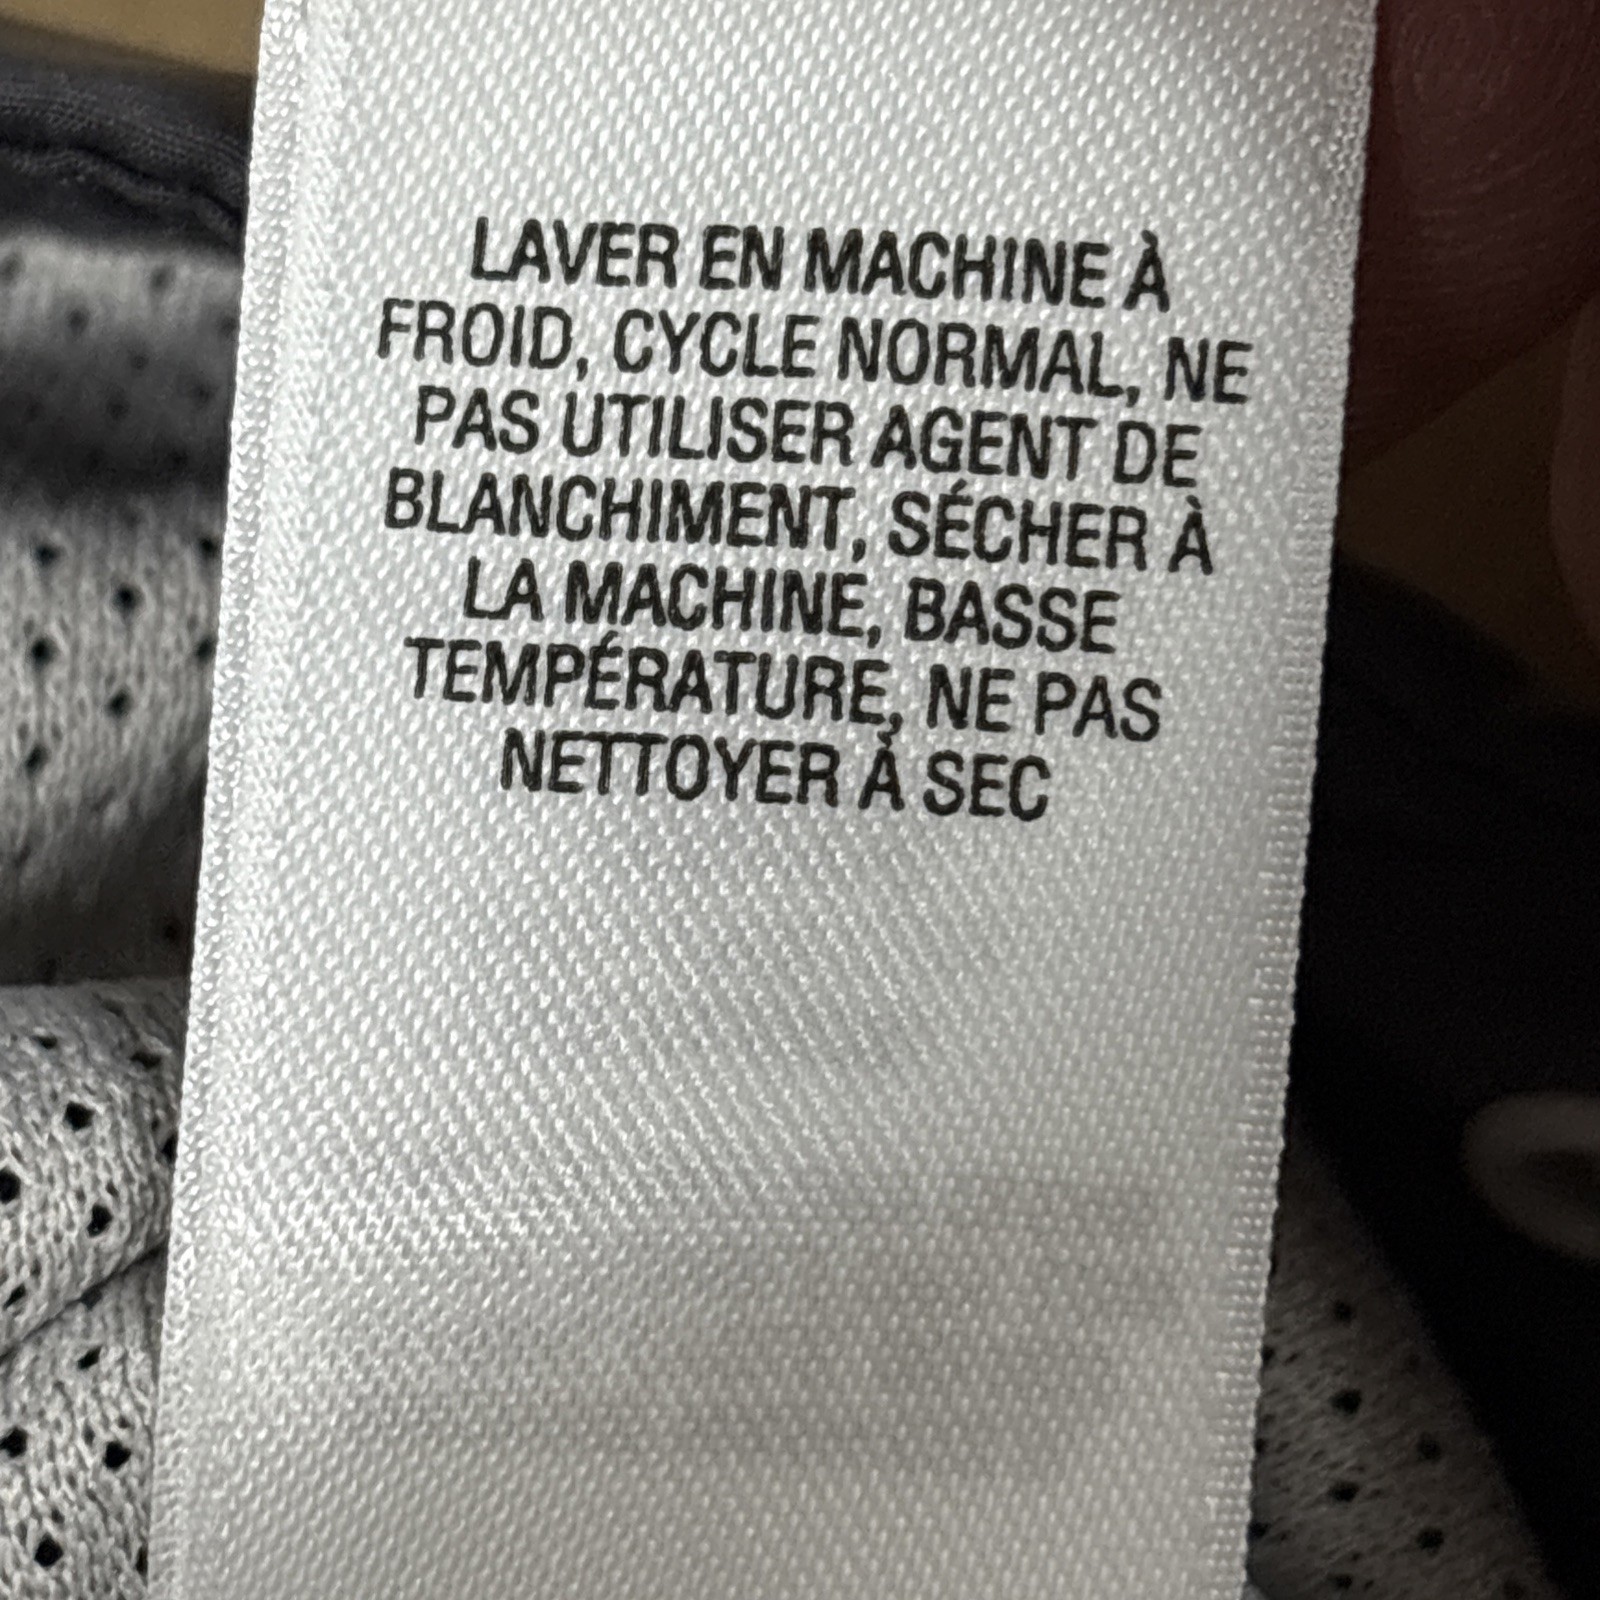 LAVER EN MACHINE À
FROID, CYCLE NORMAL, NE
PAS UTILISER AGENT DE
BLANCHIMENT, SÉCHER À
LA MACHINE, BASSE
TEMPÉRATURE, NE PAS
NETTOYER À SEC